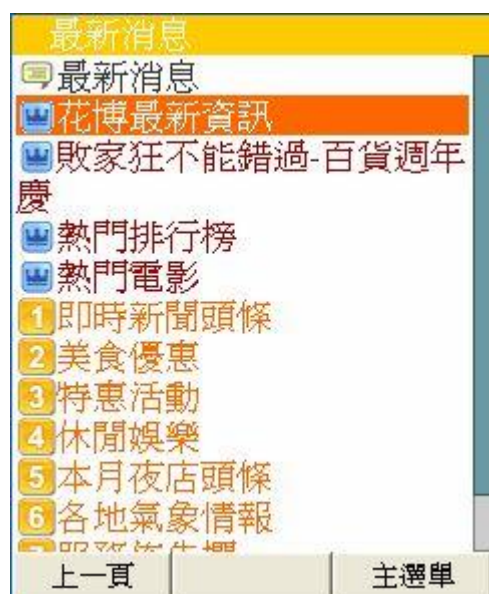 最新消息
最新消息
花博最新資訊
敗家狂不能錯過-百貨週年
慶
熱門排行榜
熱門電影
1即時新聞頭條
2美食優惠
3特惠活動
4休閒娛樂
5本月夜店頭條
6各地氣象情報
上一頁 主選單